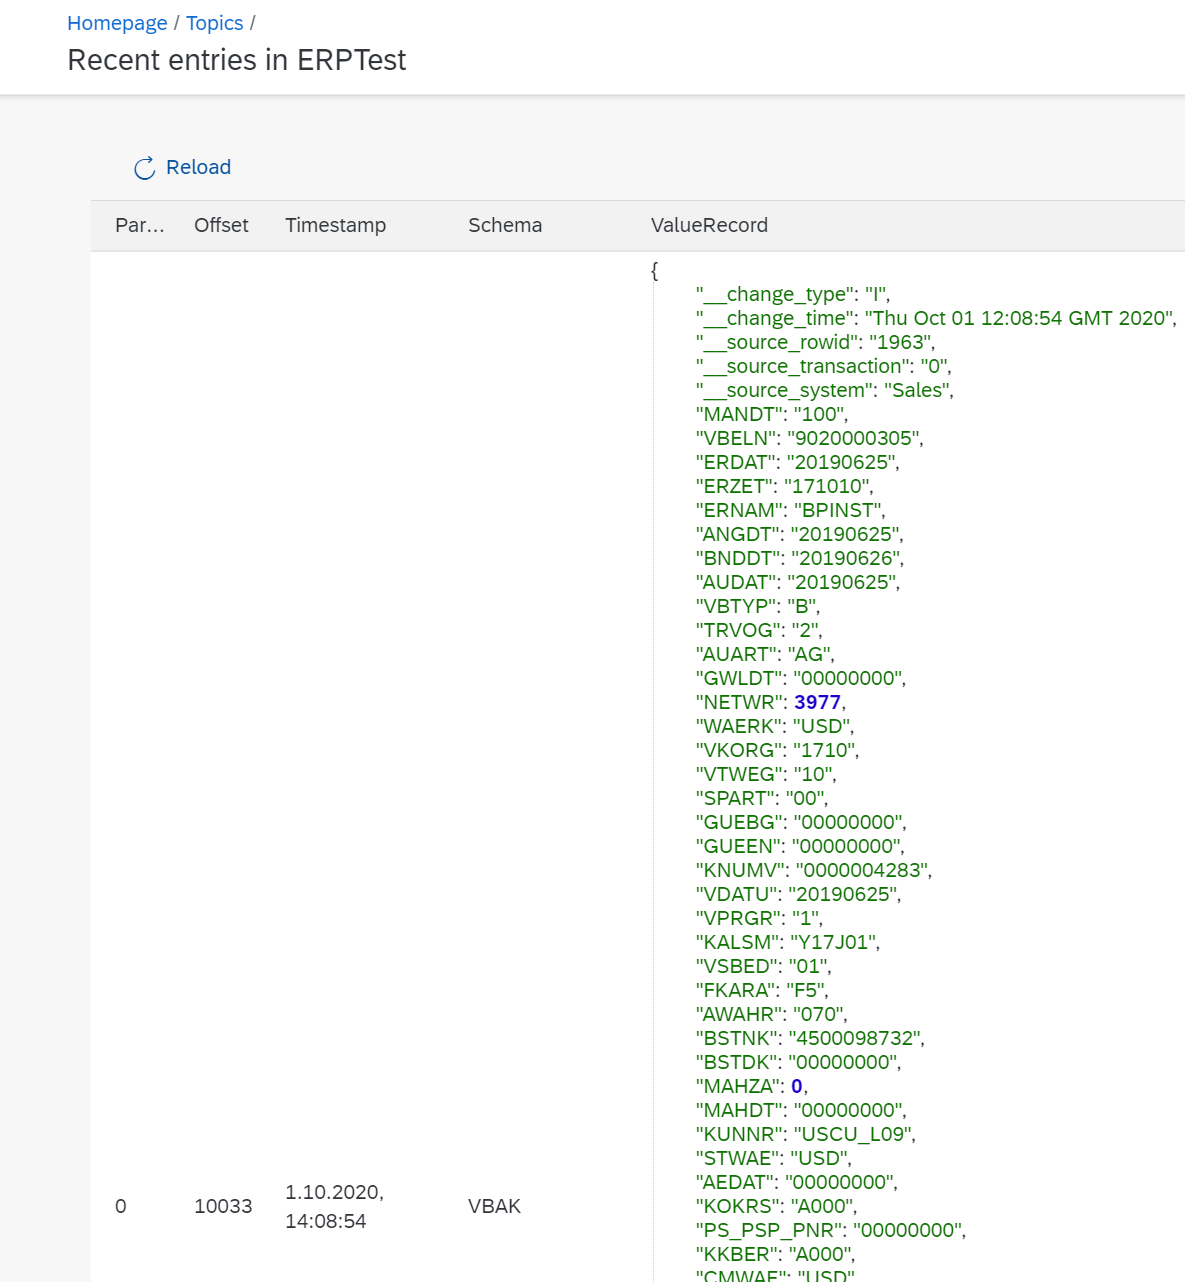 Homepage / Topics /
Recent entries in ERPTest
Reload
Par... Offset Timestamp Schema ValueRecord
{
"__change_type": "I",
"__change_time": "Thu Oct 01 12:08:54 GMT 2020",
"__source_rowid": "1963",
"__source_transaction": "0",
"__source_system": "Sales",
"MANDT": "100",
"VBELN": "9020000305",
"ERDAT": "20190625",
"ERZET": "171010",
"ERNAM": "BPINST",
"ANGDT": "20190625",
"BNDDT": "20190626",
"AUDAT": "20190625",
"VBTYP": "B",
"TRVOG": "2",
"AUART": "AG",
"GWLDT": "00000000",
"NETWR": 3977,
"WAERK": "USD",
"VKORG": "1710",
"VTWEG": "10",
"SPART": "00",
"GUEBG": "00000000",
"GUEEN": "00000000",
"KNUMV": "0000004283",
"VDATU": "20190625",
"VPRGR": "1",
"KALSM": "Y17J01",
"VSBED": "01",
"FKARA": "F5",
"AWAHR": "070",
"BSTNK": "4500098732",
"BSTDK": "00000000",
"MAHZA": 0,
"MAHDT": "00000000",
"KUNNR": "USCU_L09",
"STWAE": "USD",
"AEDAT": "00000000",
0 10033 1.10.2020, 14:08:54 VBAK "KOKRS": "A000",
"PS_PSP_PNR": "00000000",
"KKBER": "A000",
"CMWAE": "USD"